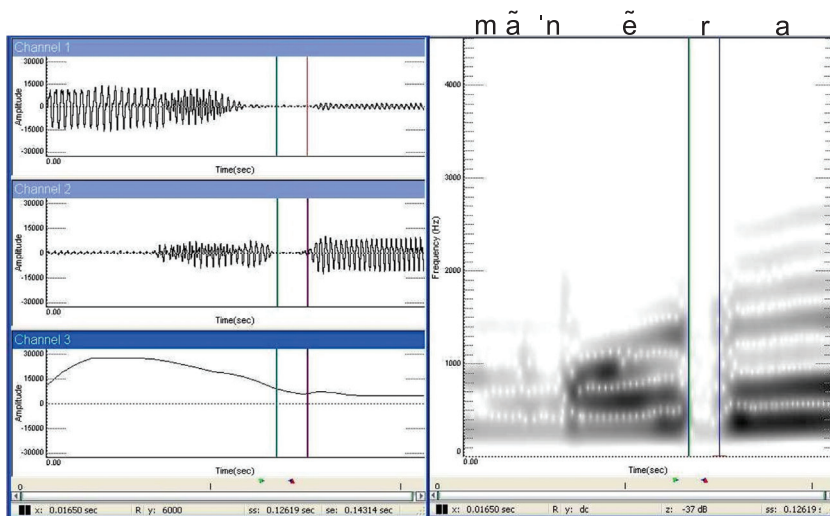 m ã ˈn ẽ r a
Channel 1
30000
15000
0
-15000
-30000
Amplitude
0.00
Time(sec)
Channel 2
30000
15000
0
-15000
-30000
Amplitude
0.00
Time(sec)
Channel 3
30000
15000
0
-15000
-30000
Amplitude
0.00
Time(sec)
0
x: 0.01650 sec R y: 6000 ss: 0.12619 sec se: 0.14314 sec
4000
Frequency (Hz)
2000
1000
0
0.00
Time(sec)
0
x: 0.01650 sec R y: dc z: -37 dB ss: 0.12619